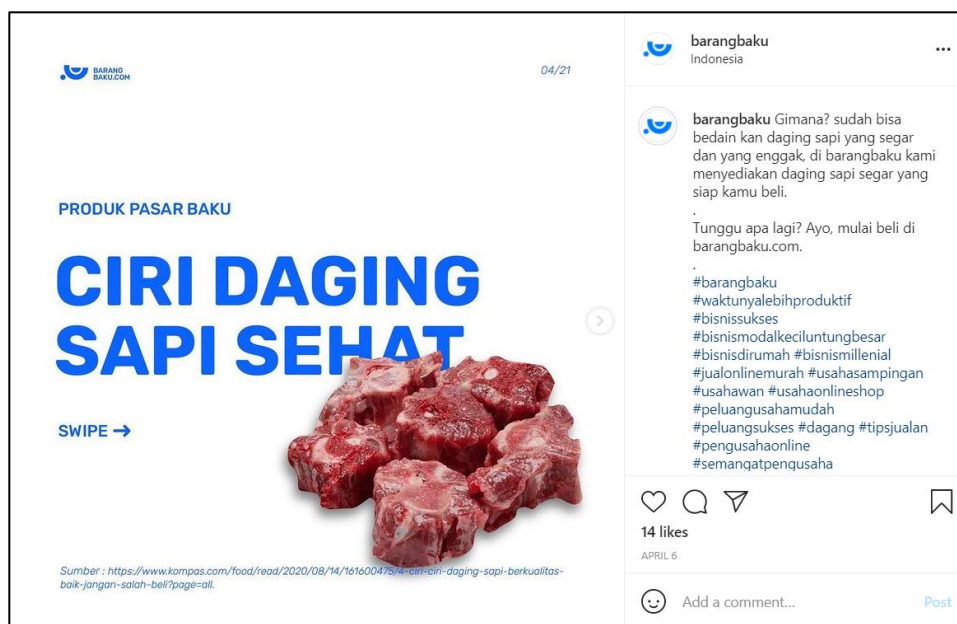 BARANG
BAKU.COM
04/21
PRODUK PASAR BAKU
CIRI DAGING
SAPI SEHAT
SWIPE →
Sumber : https://www.kompas.com/food/read/2020/08/14/161600475/4-ciri-ciri-daging-sapi-berkualitas-
baik-jangan-salah-beli?page=all.
barangbaku
Indonesia
barangbaku Gimana? sudah bisa
bedain kan daging sapi yang segar
dan yang enggak, di barangbaku kami
menyediakan daging sapi segar yang
siap kamu beli.
.
Tunggu apa lagi? Ayo, mulai beli di
barangbaku.com.
.
#barangbaku
#waktunyalebihproduktif
#bisnissukses
#bisnismodalkeciluntungbesar
#bisnisdirumah #bisnismillenial
#jualonlinemurah #usahasampingan
#usahawan #usahaonlineshop
#peluangusahamudah
#peluangsukses #dagang #tipsjualan
#pengusahaonline
#semangatpengusaha
14 likes
APRIL 6
Add a comment...
Post